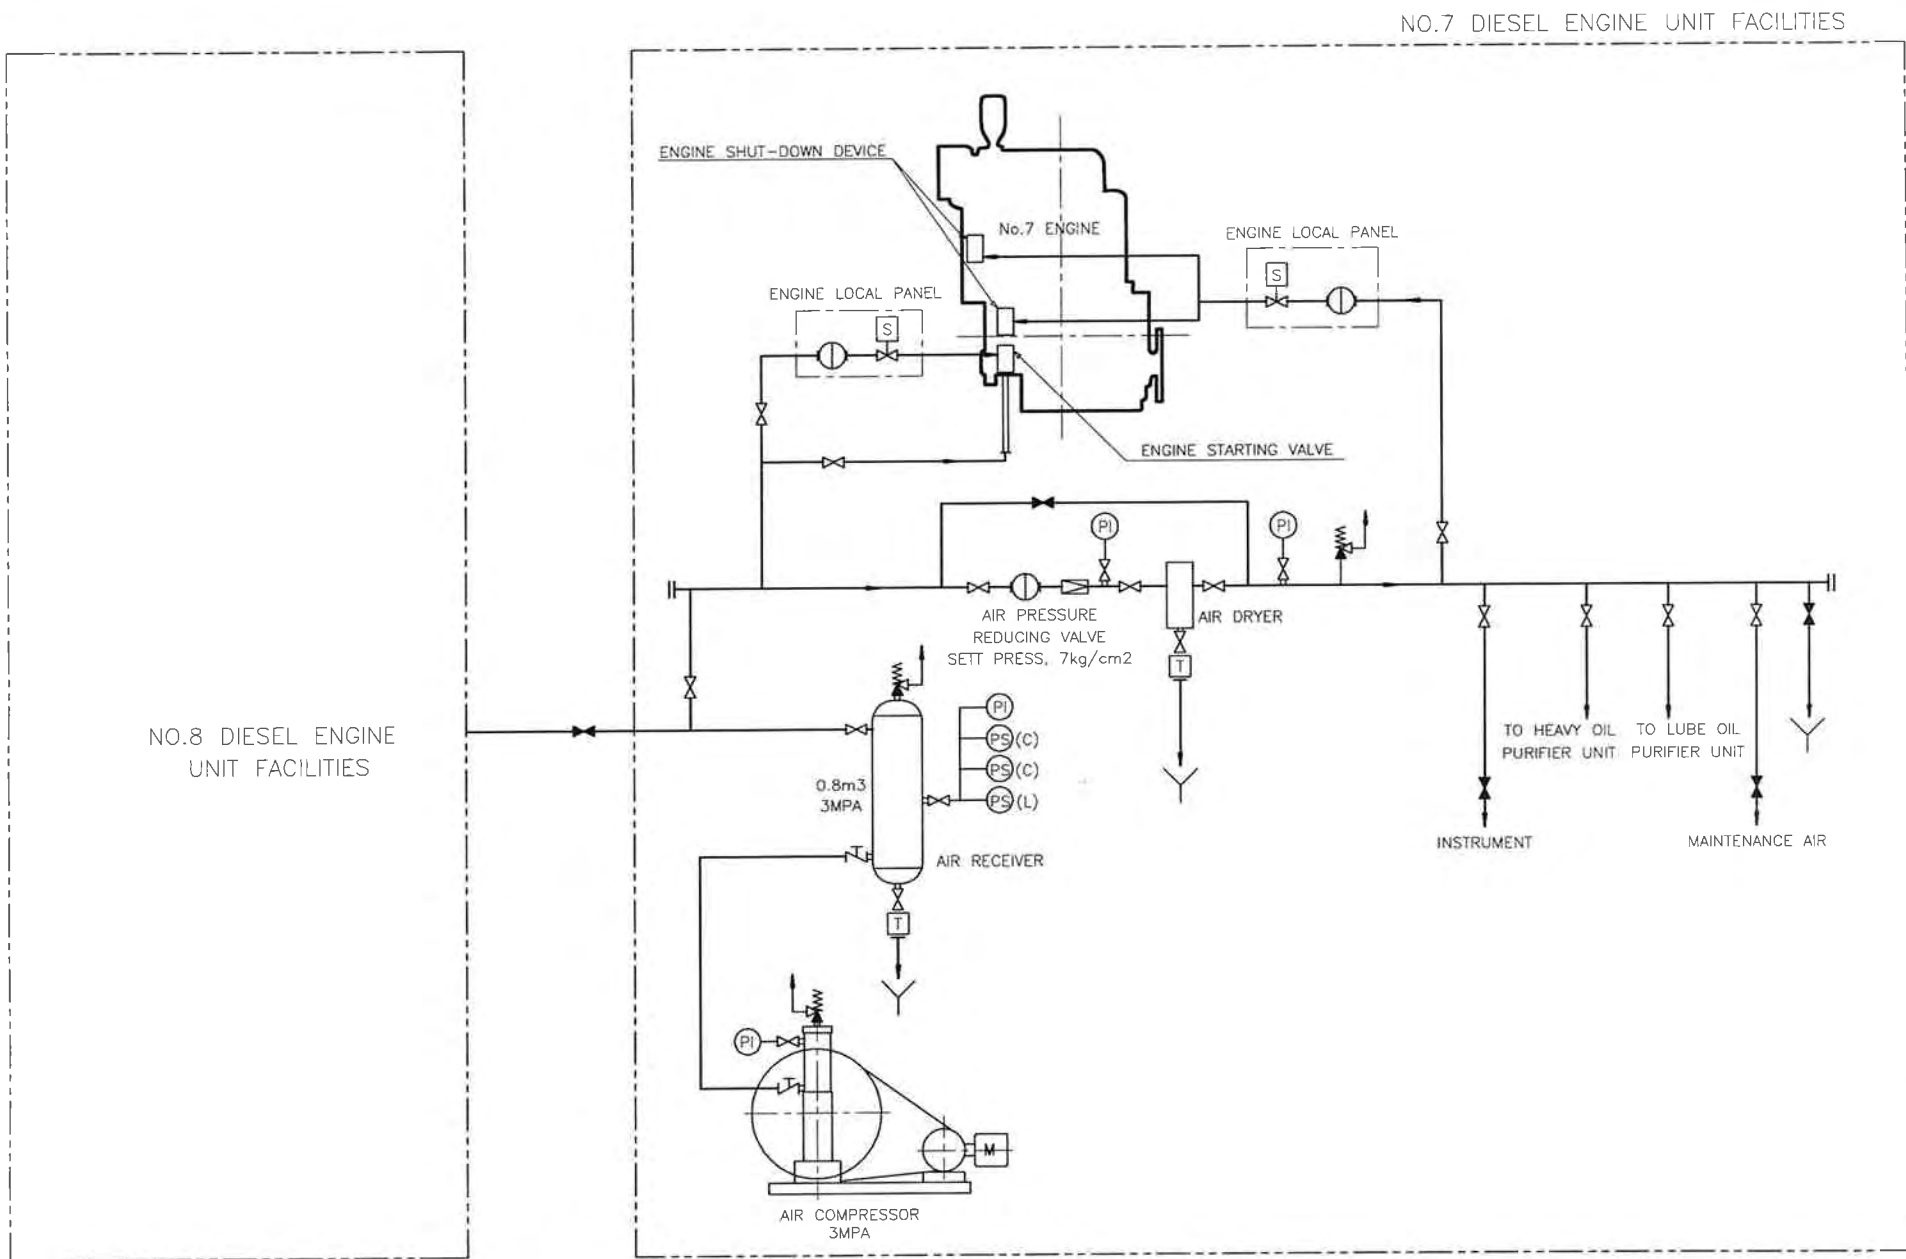 NO.7 DIESEL ENGINE UNIT FACILITIES
ENGINE SHUT-DOWN DEVICE
No.7 ENGINE
ENGINE LOCAL PANEL
S
ENGINE LOCAL PANEL
S
ENGINE STARTING VALVE
PI
PI
AIR PRESSURE
REDUCING VALVE
SETT PRESS, 7kg/cm2
AIR DRYER
T
NO.8 DIESEL ENGINE
UNIT FACILITIES
PI
PS (C)
PS (C)
PS (L)
0.8m3
3MPA
AIR RECEIVER
T
TO HEAVY OIL
PURIFIER UNIT
TO LUBE OIL
PURIFIER UNIT
INSTRUMENT
MAINTENANCE AIR
PI
M
AIR COMPRESSOR
3MPA